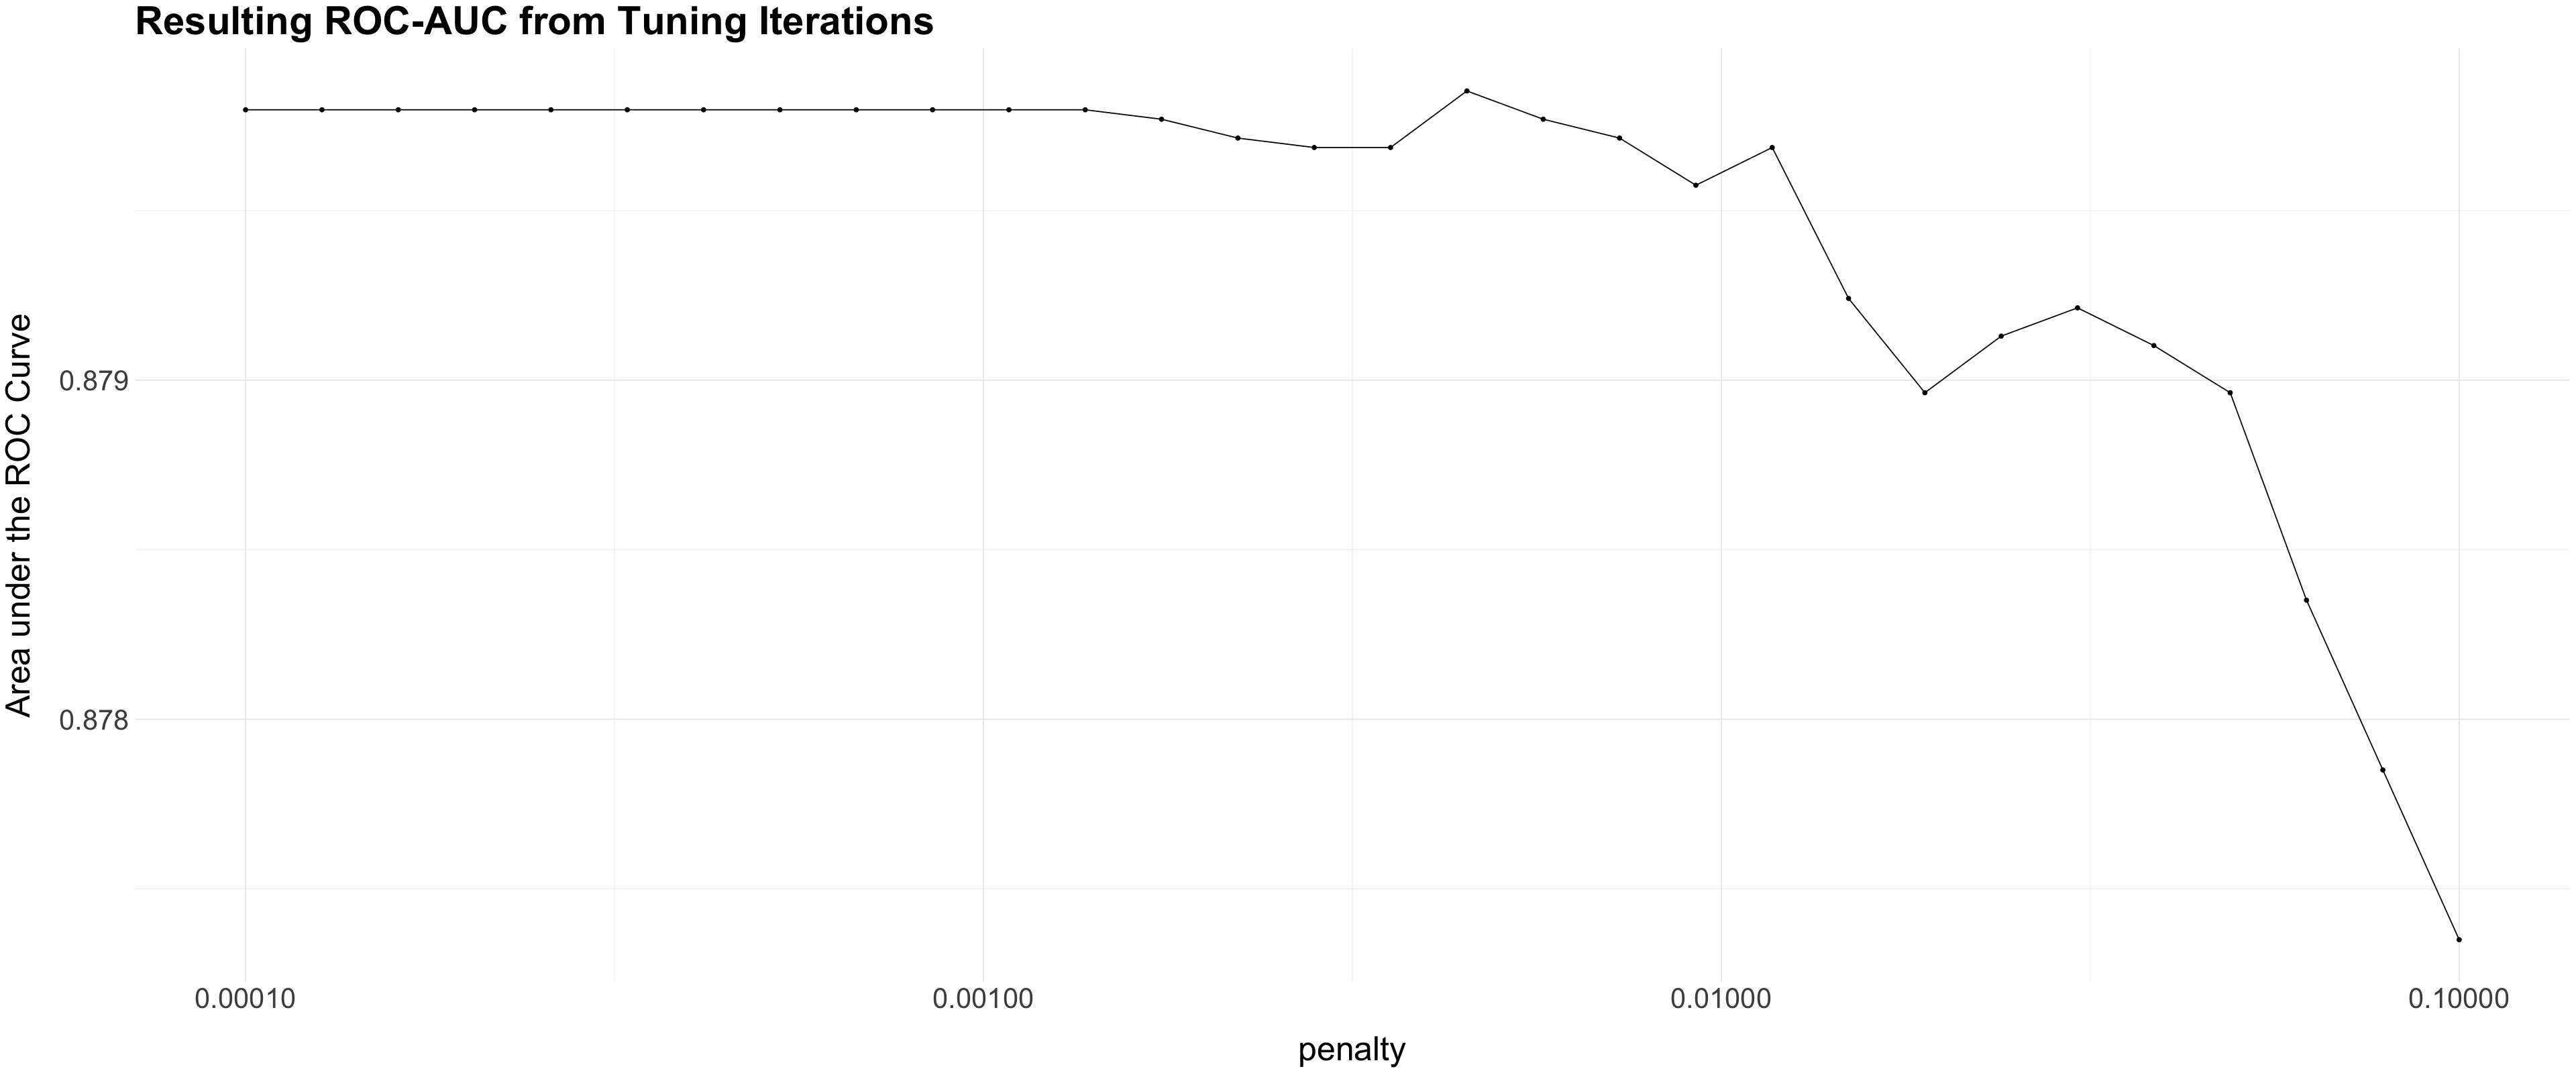 Resulting ROC-AUC from Tuning Iterations
Area under the ROC Curve
0.879
0.878
0.00010
0.00100
0.01000
0.10000
penalty